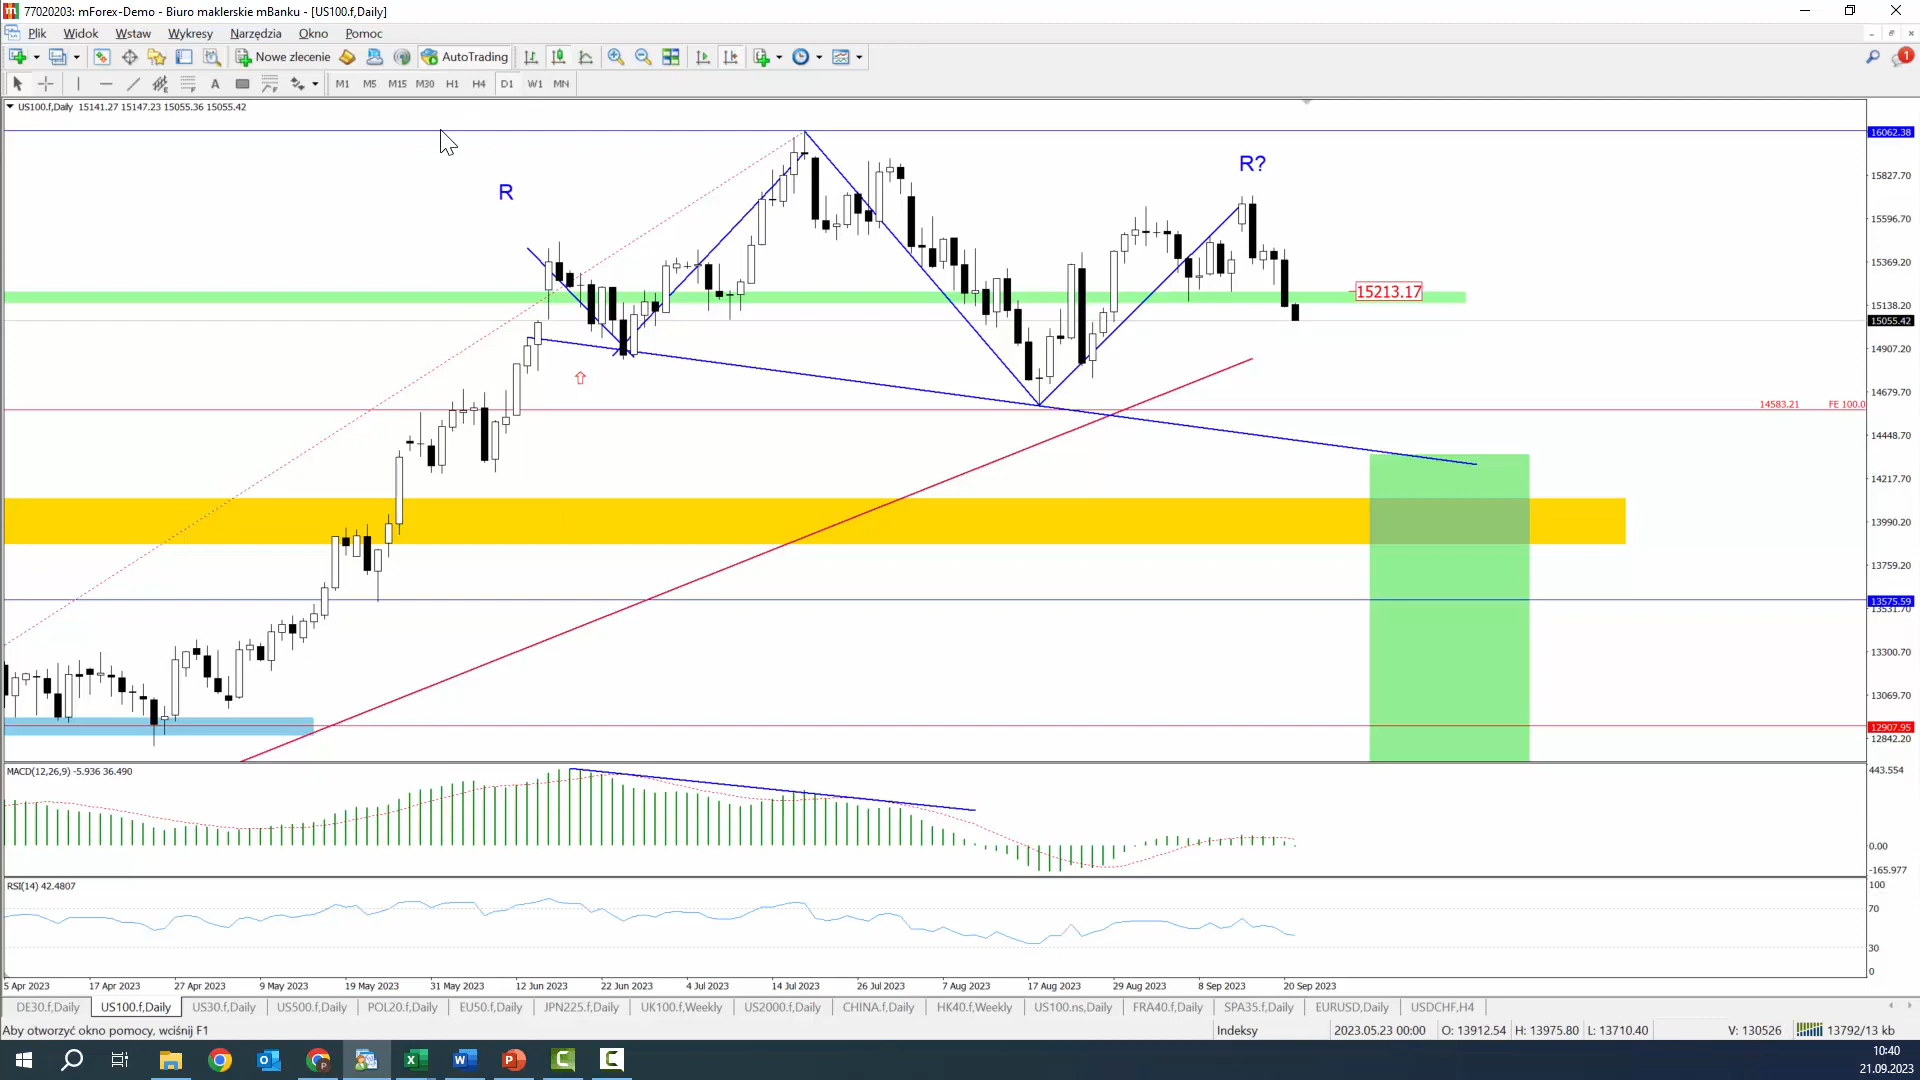 77020203: mForex-Demo - Biuro maklerskie mBanku - [US100.f,Daily]
Plik Widok Wstaw Wykresy Narzędzia Okno Pomoc
Nowe zlecenie AutoTrading 1
A M1 M5 M15 M30 H1 H4 D1 W1 MN
US100.f,Daily 15141.27 15147.23 15055.36 15055.42
16062.38
R?
15827.70
R
15596.70
15369.20
15213.17
15138.20
15055.42
14907.20
14679.70
14583.21 FE 100.0
14448.70
14217.70
13990.20
13759.20
13575.59
13531.70
13300.70
13069.70
12907.95
12842.20
MACD(12,26,9) -5.936 36.490
443.554
0.00
-165.977
RSI(14) 42.4807
100
70
30
0
5 Apr 2023 17 Apr 2023 27 Apr 2023 9 May 2023 19 May 2023 31 May 2023 12 Jun 2023 22 Jun 2023 4 Jul 2023 14 Jul 2023 26 Jul 2023 7 Aug 2023 17 Aug 2023 29 Aug 2023 8 Sep 2023 20 Sep 2023
DE30.f,Daily US100.f,Daily US30.f,Daily US500.f,Daily POL20.f,Daily EU50.f,Daily JPN225.f,Daily UK100.f,Weekly US2000.f,Daily CHINA.f,Daily HK40.f,Weekly US100.ns,Daily FRA40.f,Daily SPA35.f,Daily EURUSD,Daily USDCHF,H4
Aby otworzyć okno pomocy, wciśnij F1 Indeksy 2023.05.23 00:00 O: 13912.54 H: 13975.80 L: 13710.40 V: 130526 13792/13 kb
10:40
21.09.2023